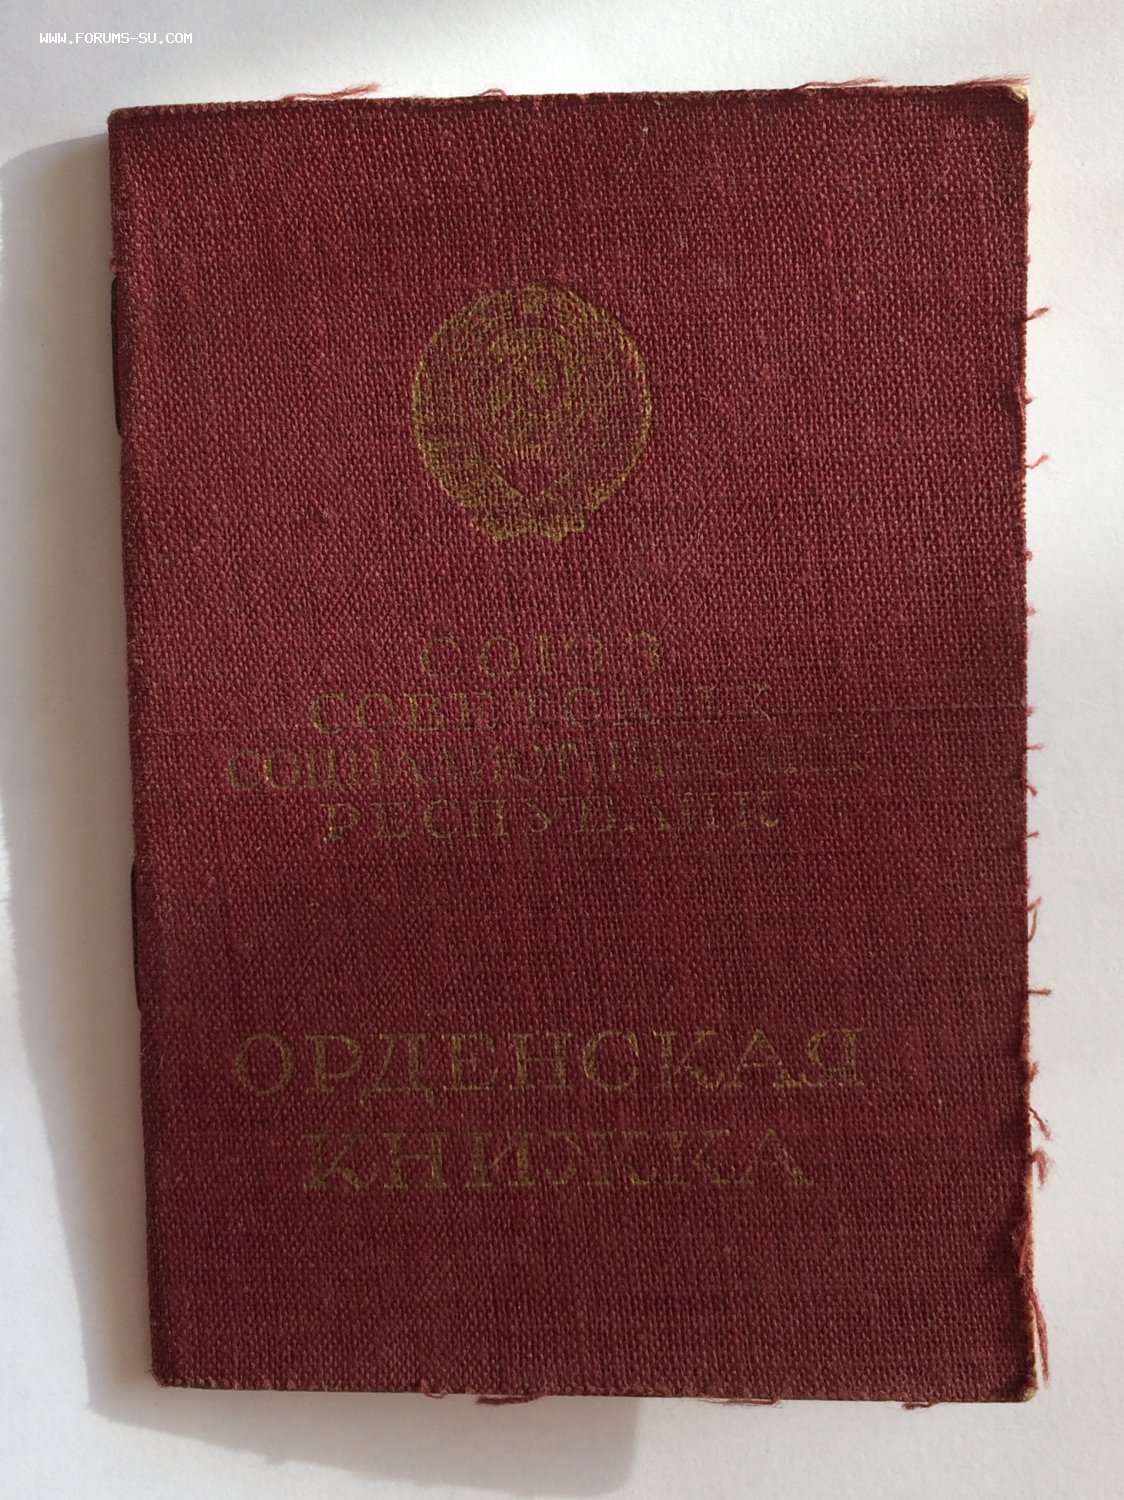 WWW.FORUMS-SU.COM
СОЮЗ
СОВЕТСКИХ
СОЦИАЛИСТИЧЕСКИХ
РЕСПУБЛИК
ОРДЕНСКАЯ
КНИЖКА